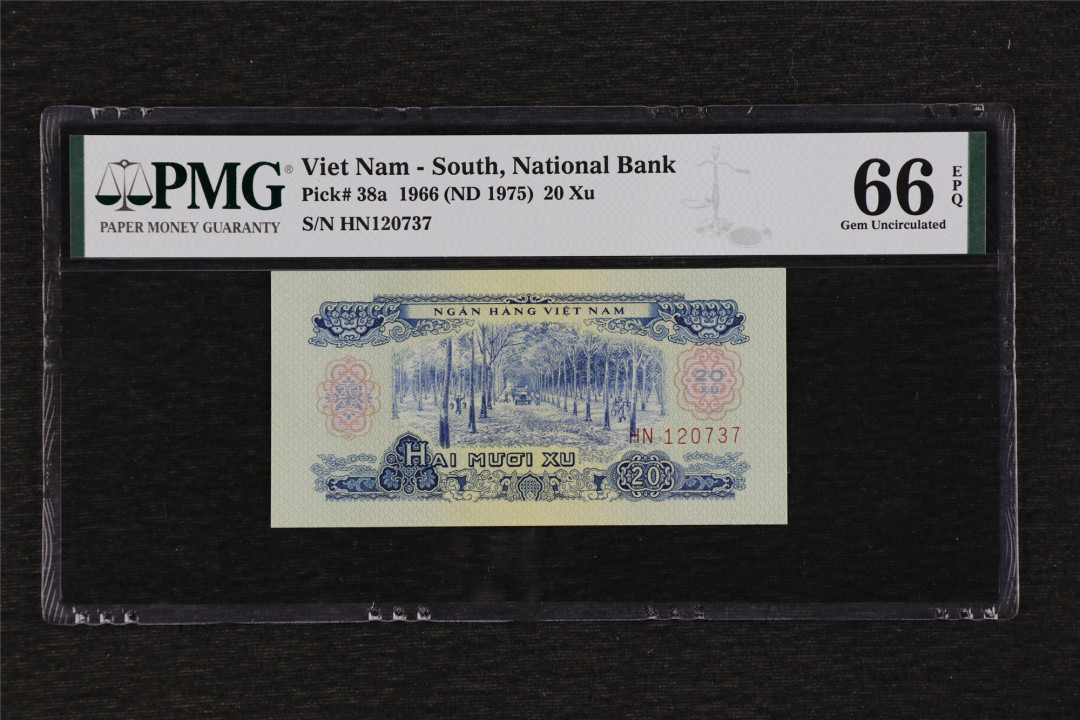 PMG®
PAPER MONEY GUARANTY
Viet Nam - South, National Bank
Pick# 38a 1966 (ND 1975) 20 Xu
S/N HN120737
66 EPQ
Gem Uncirculated
NGÂN HÀNG VIỆT NAM
20
XU
HN 120737
HAI MƯƠI XU
20